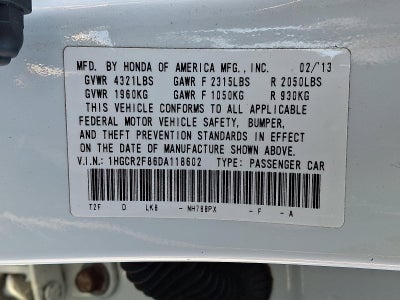 MFD. BY HONDA OF AMERICA MFG., INC. 02/'13
GVWR 4321LBS GAWR F 2315LBS R 2050LBS
GVWR 1960KG GAWR F 1050KG R 930KG
THIS VEHICLE CONFORMS TO ALL APPLICABLE
FEDERAL MOTOR VEHICLE SAFETY, BUMPER,
AND THEFT PREVENTION STANDARDS IN EFFECT
ON THE DATE OF MANUFACTURE SHOWN ABOVE.
V.I.N.: 1HGCR2F86DA118602 TYPE: PASSENGER CAR
T2F D LKB - NH788PX - F - A